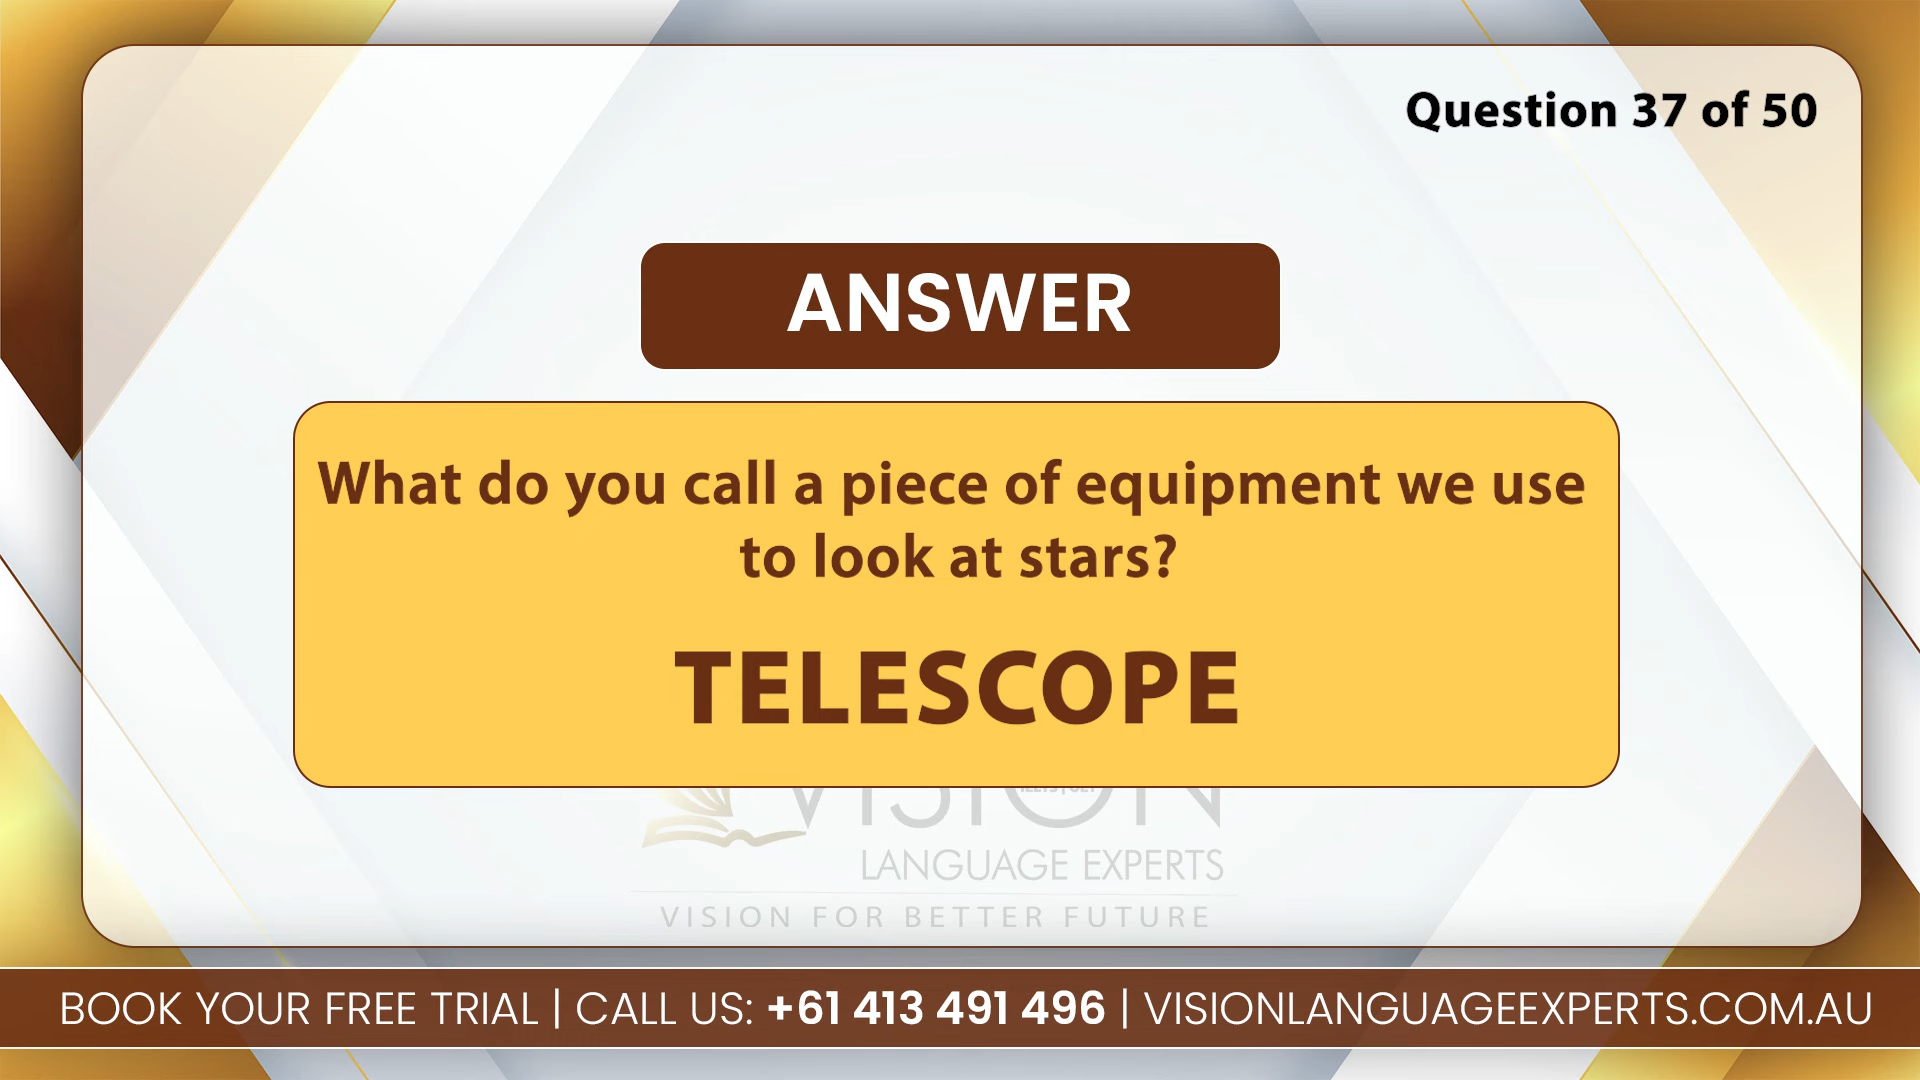 Question 37 of 50
ANSWER
What do you call a piece of equipment we use
to look at stars?
TELESCOPE
VISION
LANGUAGE EXPERTS
VISION FOR BETTER FUTURE
BOOK YOUR FREE TRIAL | CALL US: +61 413 491 496 | VISIONLANGUAGEEXPERTS.COM.AU